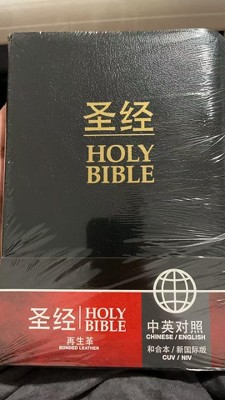 圣经
HOLY
BIBLE
圣经 HOLY BIBLE
再生革
BONDED LEATHER
中英对照
CHINESE / ENGLISH
和合本 / 新国际版
CUV / NIV